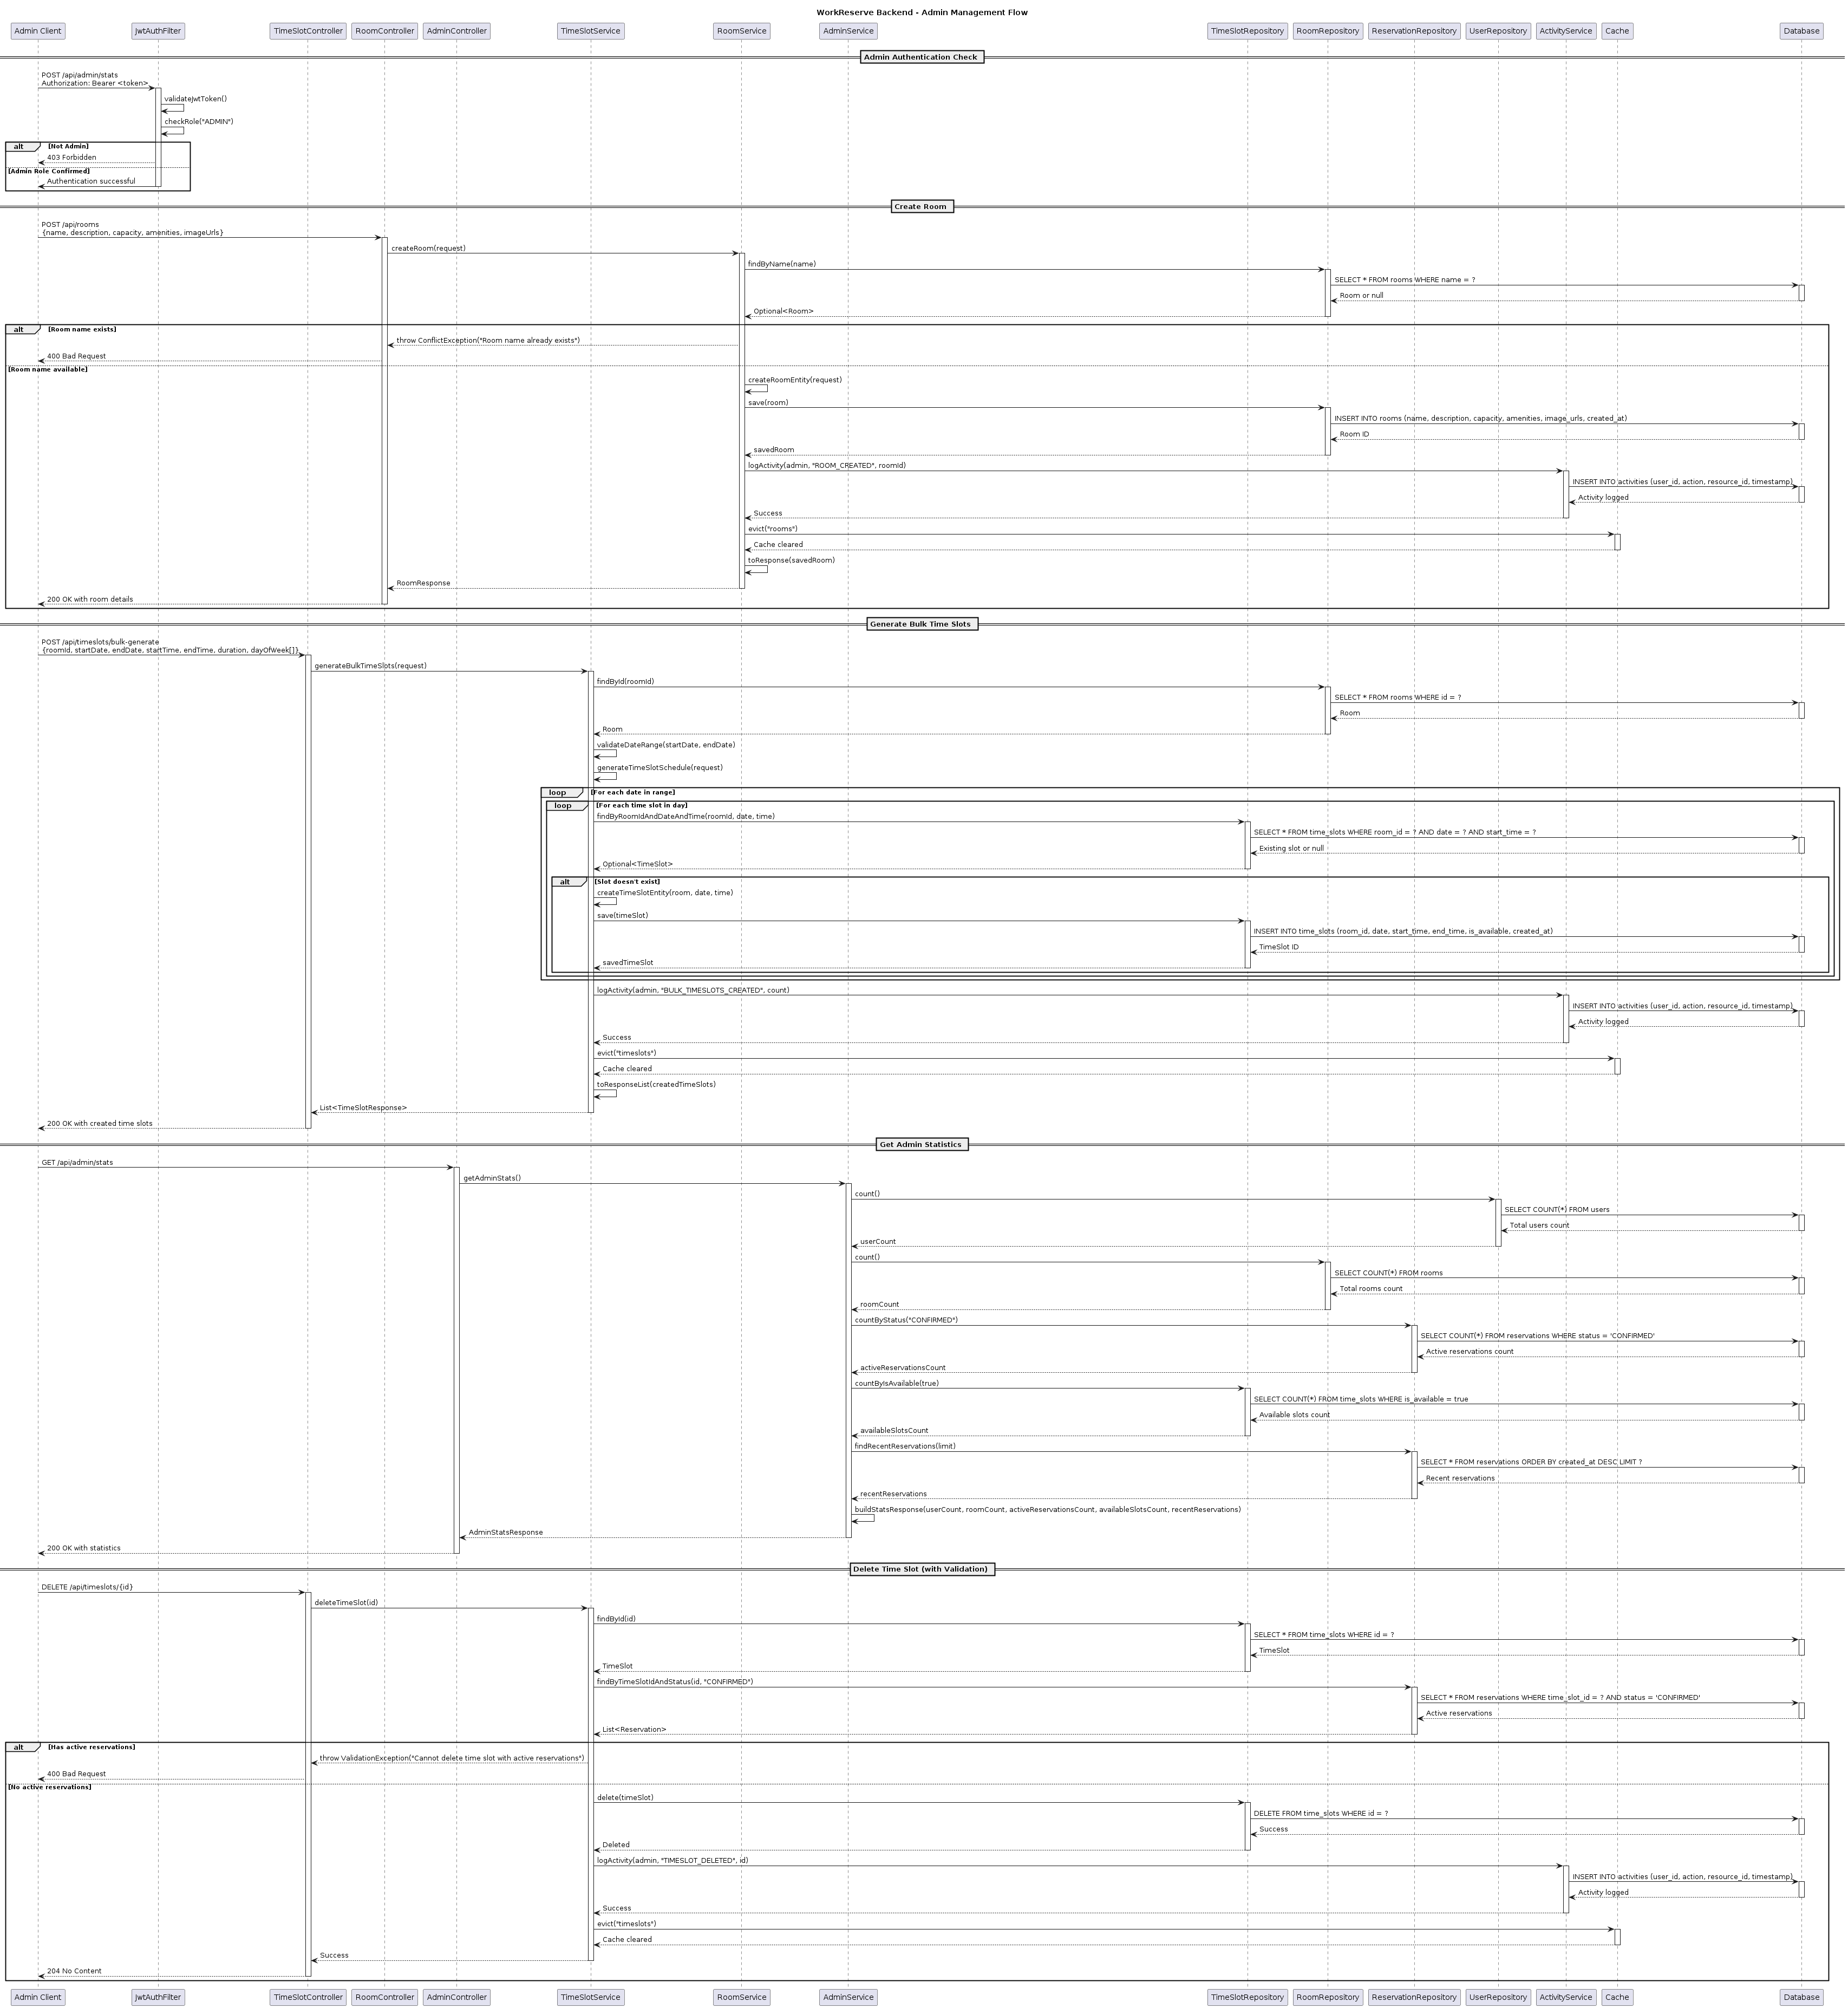 WorkReserve Backend - Admin Management Flow
Admin Client
JwtAuthFilter
TimeSlotController
RoomController
AdminController
TimeSlotService
RoomService
AdminService
TimeSlotRepository
RoomRepository
ReservationRepository
UserRepository
ActivityService
Cache
Database
Admin Authentication Check
POST /api/admin/stats
Authorization: Bearer <token>
validateJwtToken()
checkRole("ADMIN")
alt [Not Admin]
403 Forbidden
[Admin Role Confirmed]
Authentication successful
Create Room
POST /api/rooms
{name, description, capacity, amenities, imageUrls}
createRoom(request)
findByName(name)
SELECT * FROM rooms WHERE name = ?
Room or null
Optional<Room>
alt [Room name exists]
throw ConflictException("Room name already exists")
400 Bad Request
[Room name available]
createRoomEntity(request)
save(room)
INSERT INTO rooms (name, description, capacity, amenities, image_urls, created_at)
Room ID
savedRoom
logActivity(admin, "ROOM_CREATED", roomId)
INSERT INTO activities (user_id, action, resource_id, timestamp)
Activity logged
Success
evict("rooms")
Cache cleared
toResponse(savedRoom)
RoomResponse
200 OK with room details
Generate Bulk Time Slots
POST /api/timeslots/bulk-generate
{roomId, startDate, endDate, startTime, endTime, duration, dayOfWeek[]}
generateBulkTimeSlots(request)
findById(roomId)
SELECT * FROM rooms WHERE id = ?
Room
Room
validateDateRange(startDate, endDate)
generateTimeSlotSchedule(request)
loop [For each date in range]
loop [For each time slot in day]
findByRoomIdAndDateAndTime(roomId, date, time)
SELECT * FROM time_slots WHERE room_id = ? AND date = ? AND start_time = ?
Existing slot or null
Optional<TimeSlot>
alt [Slot doesn't exist]
createTimeSlotEntity(room, date, time)
save(timeSlot)
INSERT INTO time_slots (room_id, date, start_time, end_time, is_available, created_at)
TimeSlot ID
savedTimeSlot
logActivity(admin, "BULK_TIMESLOTS_CREATED", count)
INSERT INTO activities (user_id, action, resource_id, timestamp)
Activity logged
Success
evict("timeslots")
Cache cleared
toResponseList(createdTimeSlots)
List<TimeSlotResponse>
200 OK with created time slots
Get Admin Statistics
GET /api/admin/stats
getAdminStats()
count()
SELECT COUNT(*) FROM users
Total users count
userCount
count()
SELECT COUNT(*) FROM rooms
Total rooms count
roomCount
countByStatus("CONFIRMED")
SELECT COUNT(*) FROM reservations WHERE status = 'CONFIRMED'
Active reservations count
activeReservationsCount
countByIsAvailable(true)
SELECT COUNT(*) FROM time_slots WHERE is_available = true
Available slots count
availableSlotsCount
findRecentReservations(limit)
SELECT * FROM reservations ORDER BY created_at DESC LIMIT ?
Recent reservations
recentReservations
buildStatsResponse(userCount, roomCount, activeReservationsCount, availableSlotsCount, recentReservations)
AdminStatsResponse
200 OK with statistics
Delete Time Slot (with Validation)
DELETE /api/timeslots/{id}
deleteTimeSlot(id)
findById(id)
SELECT * FROM time_slots WHERE id = ?
TimeSlot
TimeSlot
findByTimeSlotIdAndStatus(id, "CONFIRMED")
SELECT * FROM reservations WHERE time_slot_id = ? AND status = 'CONFIRMED'
Active reservations
List<Reservation>
alt [Has active reservations]
throw ValidationException("Cannot delete time slot with active reservations")
400 Bad Request
[No active reservations]
delete(timeSlot)
DELETE FROM time_slots WHERE id = ?
Success
Deleted
logActivity(admin, "TIMESLOT_DELETED", id)
INSERT INTO activities (user_id, action, resource_id, timestamp)
Activity logged
Success
evict("timeslots")
Cache cleared
Success
204 No Content
Admin Client
JwtAuthFilter
TimeSlotController
RoomController
AdminController
TimeSlotService
RoomService
AdminService
TimeSlotRepository
RoomRepository
ReservationRepository
UserRepository
ActivityService
Cache
Database